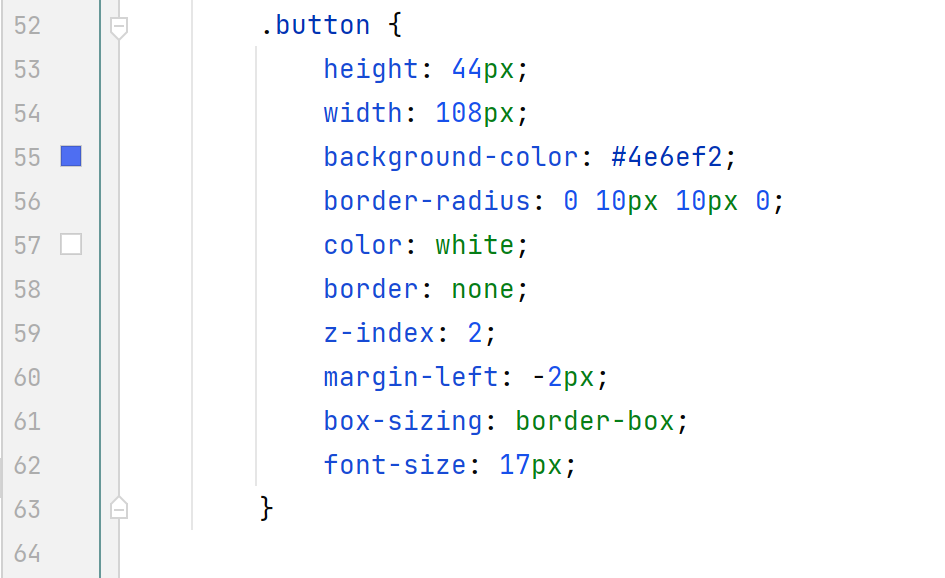 52 .button {
53 height: 44px;
54 width: 108px;
55 background-color: #4e6ef2;
56 border-radius: 0 10px 10px 0;
57 color: white;
58 border: none;
59 z-index: 2;
60 margin-left: -2px;
61 box-sizing: border-box;
62 font-size: 17px;
63 }
64